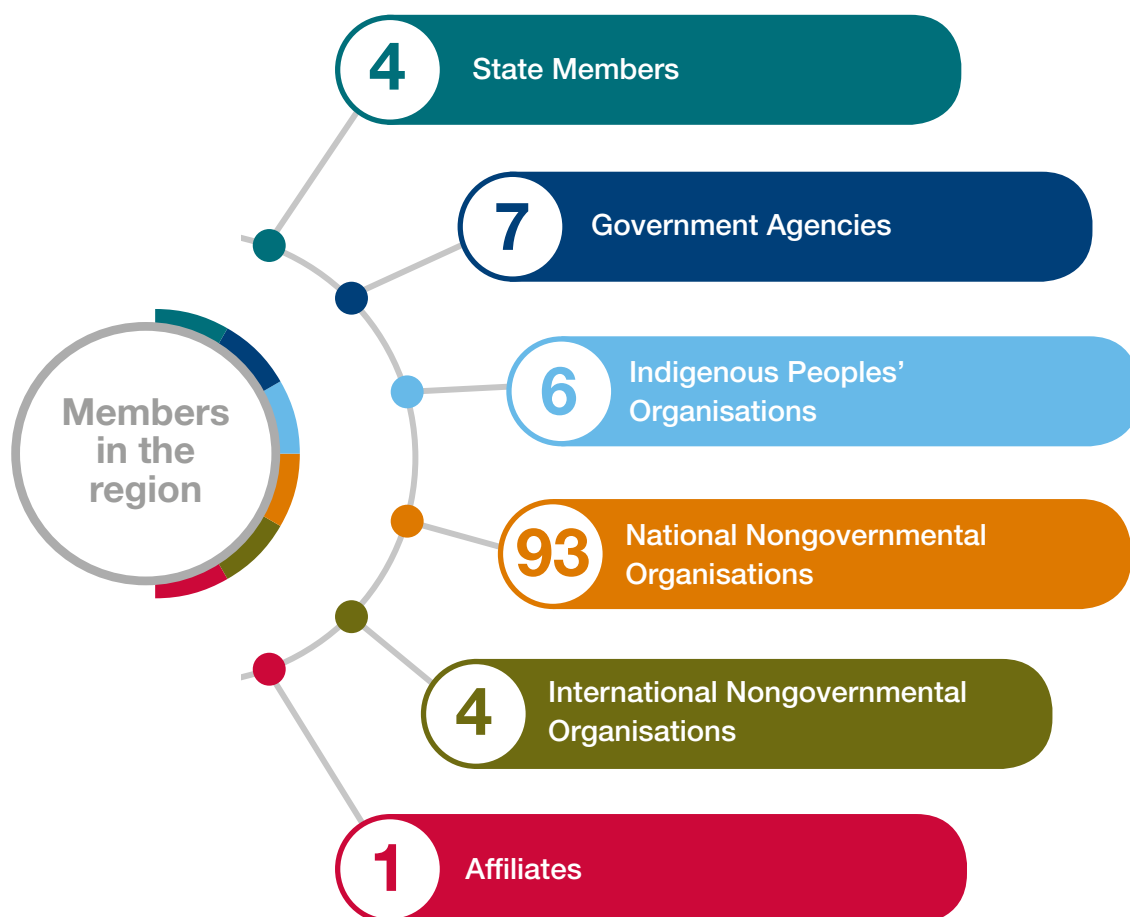 4
State Members
7
Government Agencies
6
Indigenous Peoples’
Organisations
Members
in the
region
93
National Nongovernmental
Organisations
4
International Nongovernmental
Organisations
1
Affiliates